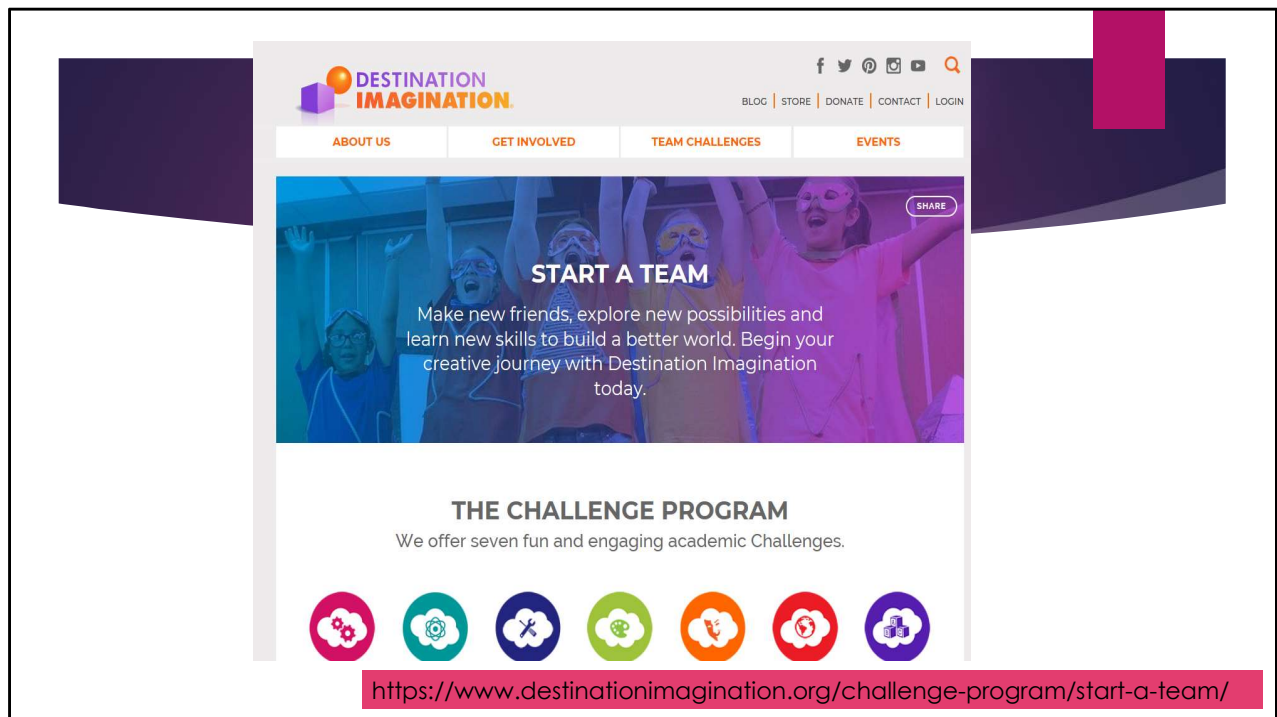 DESTINATION
IMAGINATION
BLOG STORE DONATE CONTACT LOGIN
ABOUT US GET INVOLVED TEAM CHALLENGES EVENTS
SHARE
START A TEAM
Make new friends, explore new possibilities and
learn new skills to build a better world. Begin your
creative journey with Destination Imagination
today.
THE CHALLENGE PROGRAM
We offer seven fun and engaging academic Challenges.
https://www.destinationimagination.org/challenge-program/start-a-team/